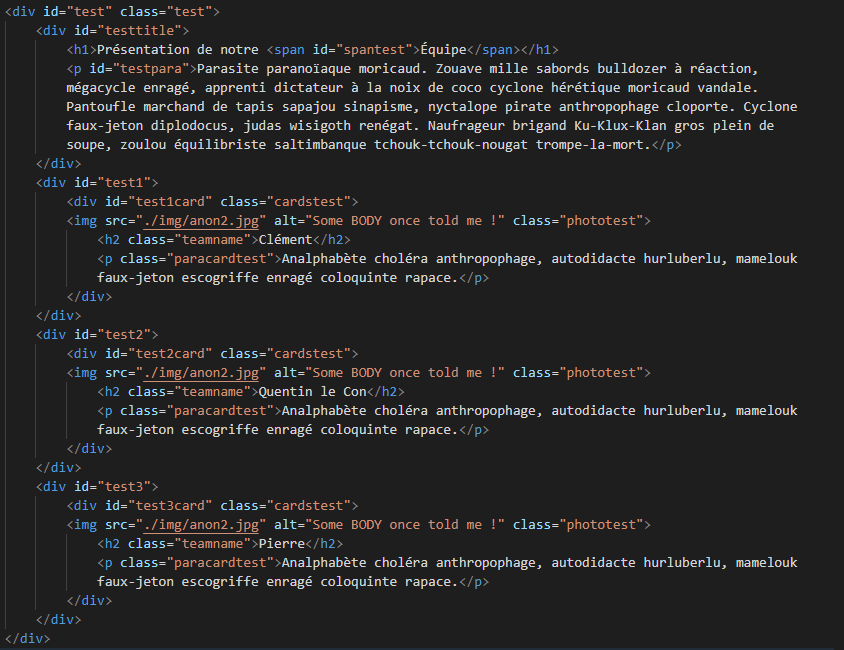 <div id="test" class="test">
<div id="testtitle">
<h1>Présentation de notre <span id="spantest">Équipe</span></h1>
<p id="testpara">Parasite paranoïaque moricaud. Zouave mille sabords bulldozer à réaction,
mégacycle enragé, apprenti dictateur à la noix de coco cyclone hérétique moricaud vandale.
Pantoufle marchand de tapis sapajou sinapisme, nyctalope pirate anthropophage cloporte. Cyclone
faux-jeton diplodocus, judas wisigoth renégat. Naufrageur brigand Ku-Klux-Klan gros plein de
soupe, zoulou équilibriste saltimbanque tchouk-tchouk-nougat trompe-la-mort.</p>
</div>
<div id="test1">
<div id="test1card" class="cardstest">
<img src="./img/anon2.jpg" alt="Some BODY once told me !" class="phototest">
<h2 class="teamname">Clément</h2>
<p class="paracardtest">Analphabète choléra anthropophage, autodidacte hurluberlu, mamelouk
faux-jeton escogriffe enragé coloquinte rapace.</p>
</div>
</div>
<div id="test2">
<div id="test2card" class="cardstest">
<img src="./img/anon2.jpg" alt="Some BODY once told me !" class="phototest">
<h2 class="teamname">Quentin le Con</h2>
<p class="paracardtest">Analphabète choléra anthropophage, autodidacte hurluberlu, mamelouk
faux-jeton escogriffe enragé coloquinte rapace.</p>
</div>
</div>
<div id="test3">
<div id="test3card" class="cardstest">
<img src="./img/anon2.jpg" alt="Some BODY once told me !" class="phototest">
<h2 class="teamname">Pierre</h2>
<p class="paracardtest">Analphabète choléra anthropophage, autodidacte hurluberlu, mamelouk
faux-jeton escogriffe enragé coloquinte rapace.</p>
</div>
</div>
</div>